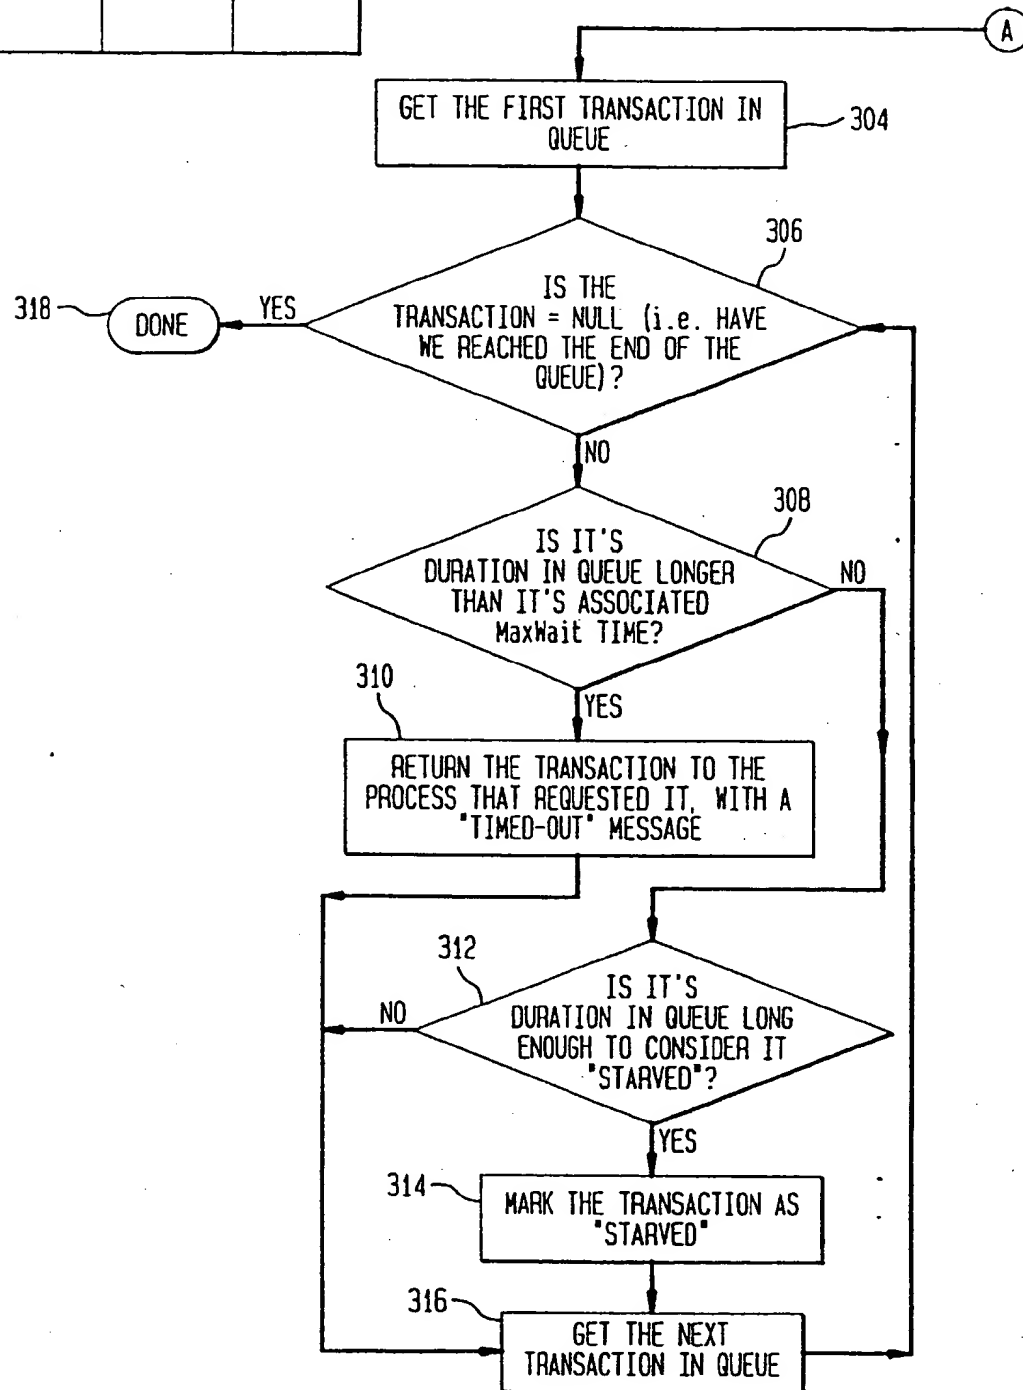 A
GET THE FIRST TRANSACTION IN
QUEUE
304
306
IS THE
TRANSACTION = NULL (i.e. HAVE
WE REACHED THE END OF THE
QUEUE)?
YES
318
DONE
NO
308
IS IT'S
DURATION IN QUEUE LONGER
THAN IT'S ASSOCIATED
MaxWait TIME?
NO
310
YES
RETURN THE TRANSACTION TO THE
PROCESS THAT REQUESTED IT, WITH A
"TIMED-OUT" MESSAGE
312
IS IT'S
DURATION IN QUEUE LONG
ENOUGH TO CONSIDER IT
"STARVED"?
NO
YES
314
MARK THE TRANSACTION AS
"STARVED"
316
GET THE NEXT
TRANSACTION IN QUEUE